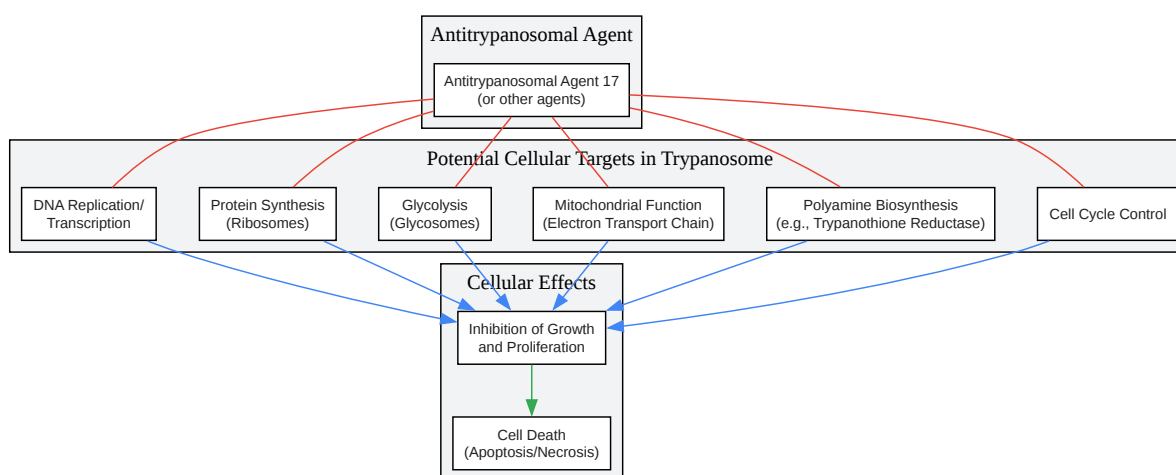 Antitrypanosomal Agent
Antitrypanosomal Agent 17
(or other agents)
Potential Cellular Targets in Trypanosome
DNA Replication/
Transcription
Protein Synthesis
(Ribosomes)
Glycolysis
(Glycosomes)
Mitochondrial Function
(Electron Transport Chain)
Polyamine Biosynthesis
(e.g., Trypanothione Reductase)
Cell Cycle Control
Cellular Effects
Inhibition of Growth
and Proliferation
Cell Death
(Apoptosis/Necrosis)